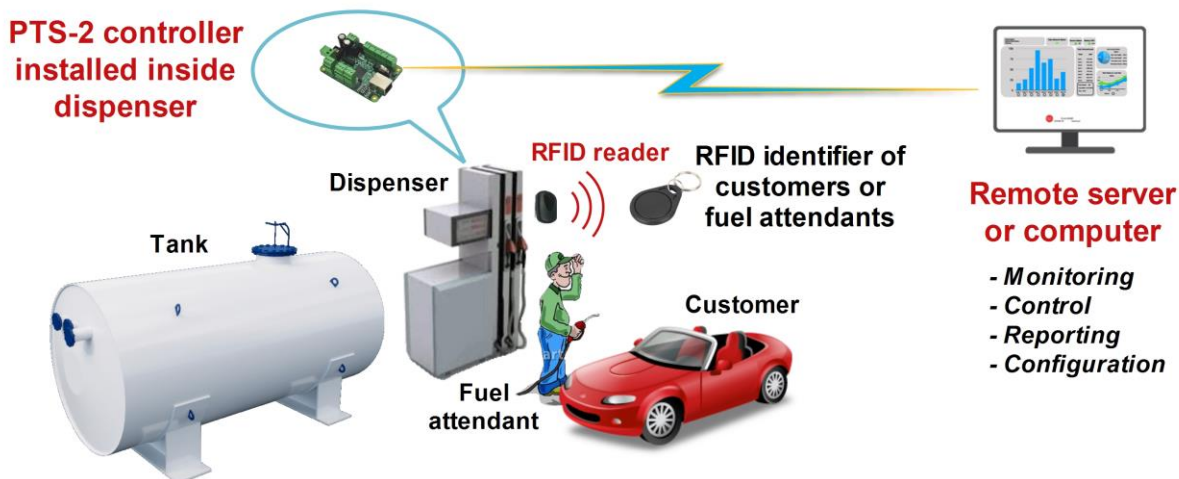 PTS-2 controller
installed inside
dispenser
RFID reader
RFID identifier of
customers or
fuel attendants
Dispenser
Tank
Customer
Fuel
attendant
Remote server
or computer
- Monitoring
- Control
- Reporting
- Configuration